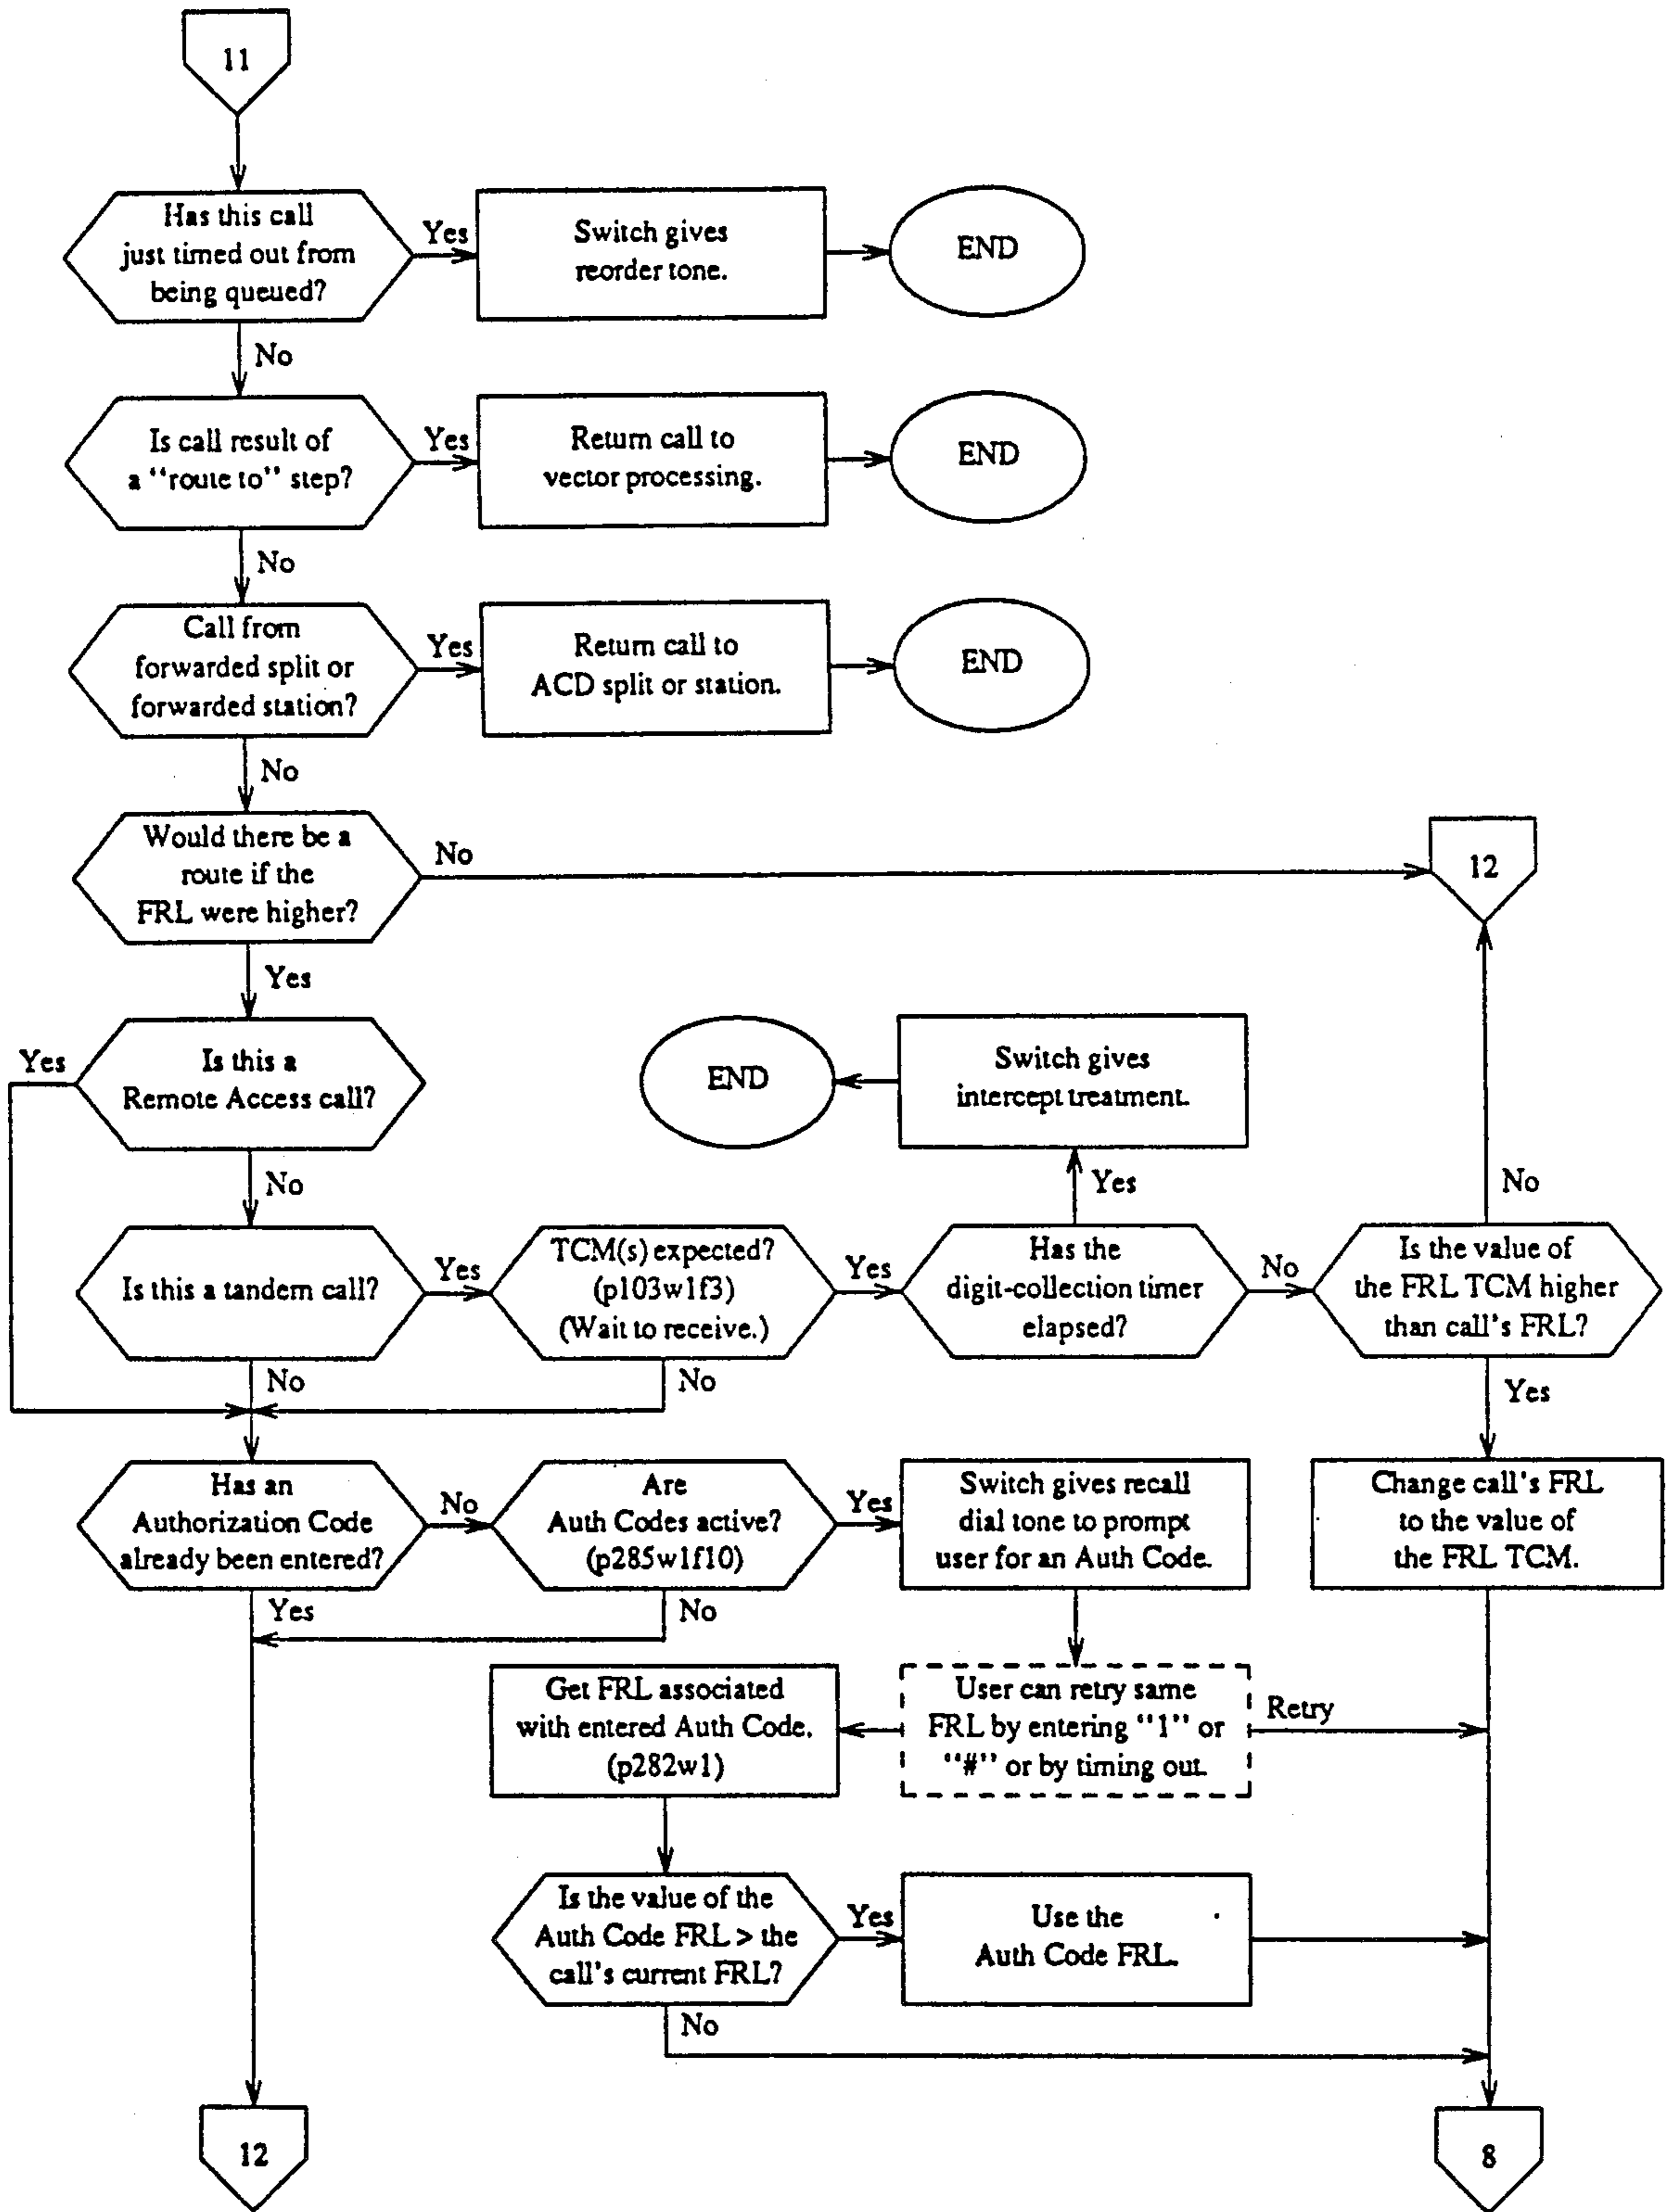 11
Has this call
just timed out from
being queued?
Yes
Switch gives
reorder tone.
END
No
Is call result of
a "route to" step?
Yes
Return call to
vector processing.
END
No
Call from
forwarded split or
forwarded station?
Yes
Return call to
ACD split or station.
END
No
Would there be a
route if the
FRL were higher?
No
12
Yes
Is this a
Remote Access call?
Yes
END
Switch gives
intercept treatment.
No
Yes
No
Is this a tandem call?
Yes
TCM(s) expected?
(p103w1f3)
(Wait to receive.)
Yes
Has the
digit-collection timer
elapsed?
No
Is the value of
the FRL TCM higher
than call's FRL?
No
No
Yes
Has an
Authorization Code
already been entered?
No
Are
Auth Codes active?
(p285w1f10)
Yes
Switch gives recall
dial tone to prompt
user for an Auth Code.
Change call's FRL
to the value of
the FRL TCM.
Yes
No
Get FRL associated
with entered Auth Code.
(p282w1)
User can retry same
FRL by entering "1" or
"#" or by timing out.
Retry
Is the value of the
Auth Code FRL > the
call's current FRL?
Yes
Use the
Auth Code FRL.
No
12
8